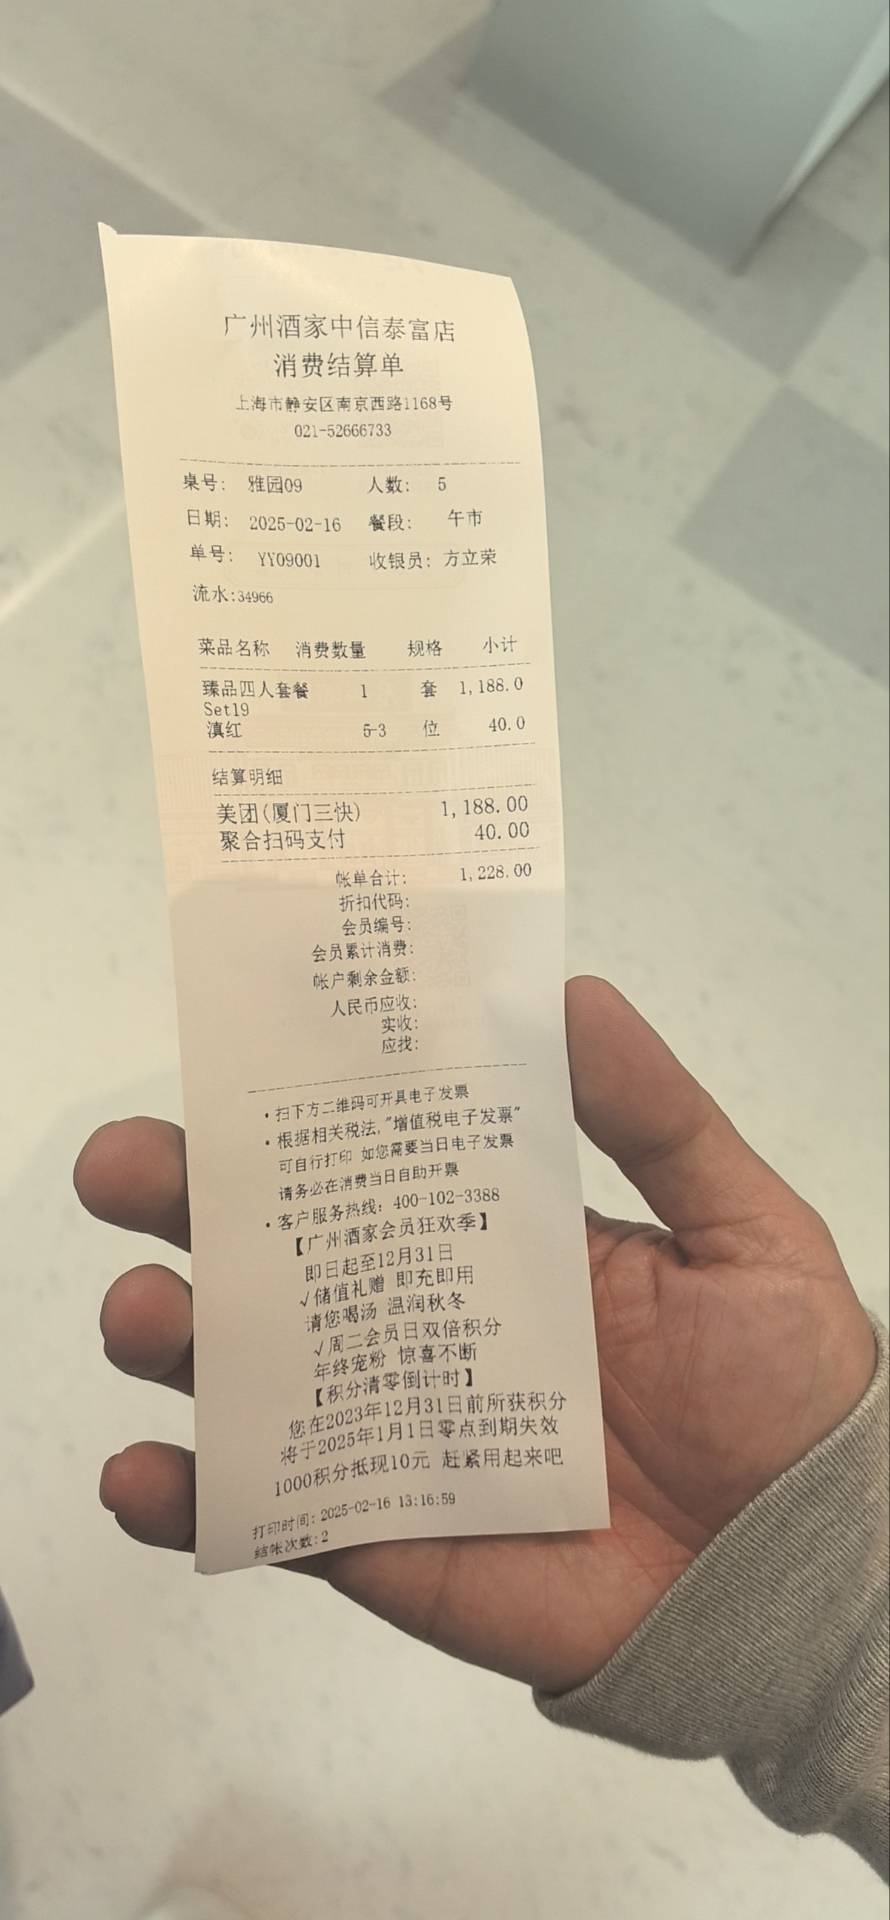 广州酒家中信泰富店
消费结算单
上海市静安区南京西路1168号
021-52666733
桌号: 雅园09 人数: 5
日期: 2025-02-16 餐段: 午市
单号: YY09001 收银员: 方立荣
流水:34966
菜品名称 消费数量 规格 小计
臻品四人套餐 1 套 1,188.0
Set19
滇红 5-3 位 40.0
结算明细
美团(厦门三快) 1,188.00
聚合扫码支付 40.00
帐单合计: 1,228.00
折扣代码:
会员编号:
会员累计消费:
帐户剩余金额:
人民币应收:
实收:
应找:
·扫下方二维码可开具电子发票
·根据相关税法,"增值税电子发票"
可自行打印 如您需要当日电子发票
请务必在消费当日自助开票
·客户服务热线: 400-102-3388
【广州酒家会员狂欢季】
即日起至12月31日
√储值礼赠 即充即用
请您喝汤 温润秋冬
√周二会员日双倍积分
年终宠粉 惊喜不断
【积分清零倒计时】
您在2023年12月31日前所获积分
将于2025年1月1日零点到期失效
1000积分抵现10元 赶紧用起来吧
打印时间: 2025-02-16 13:16:59
结帐次数:2